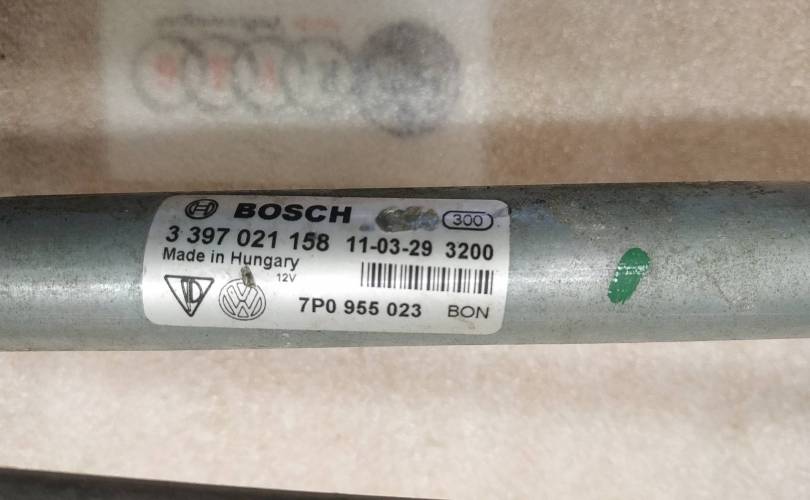 BOSCH 300
3 397 021 158 11-03-29 3200
Made in Hungary
12V
7P0 955 023 BON